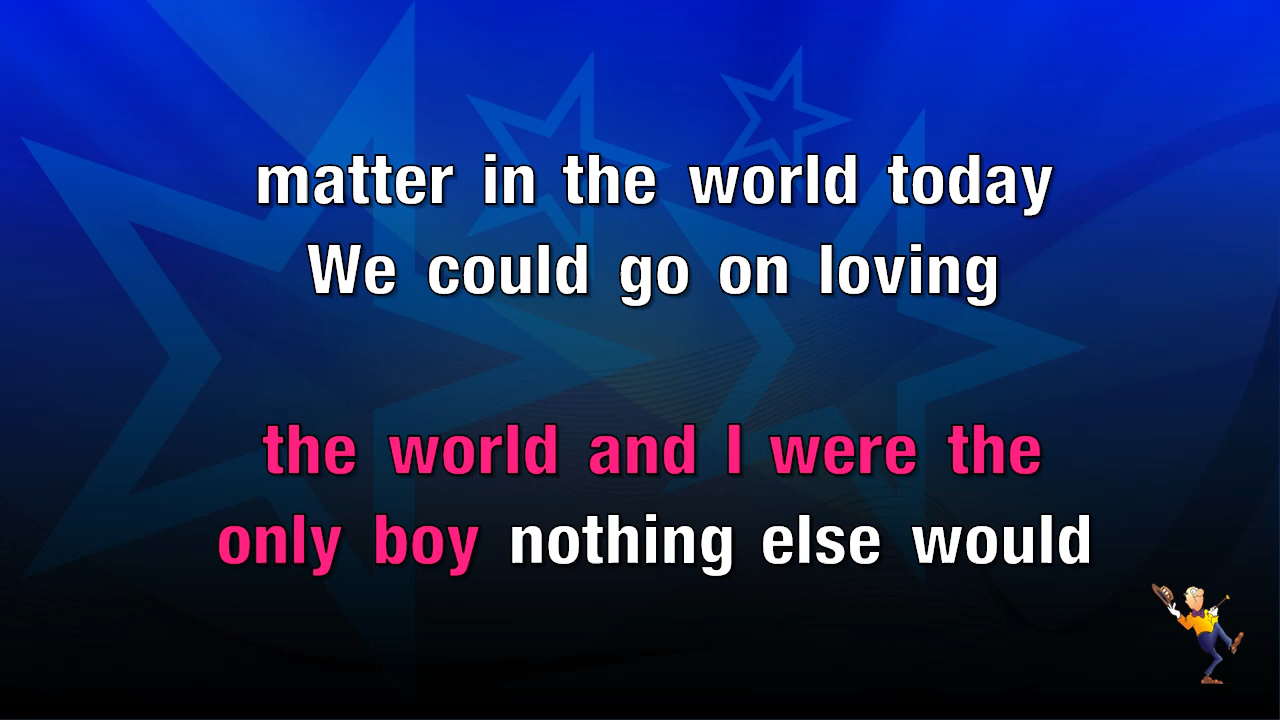 matter in the world today
We could go on loving
the world and I were the
only boy nothing else would